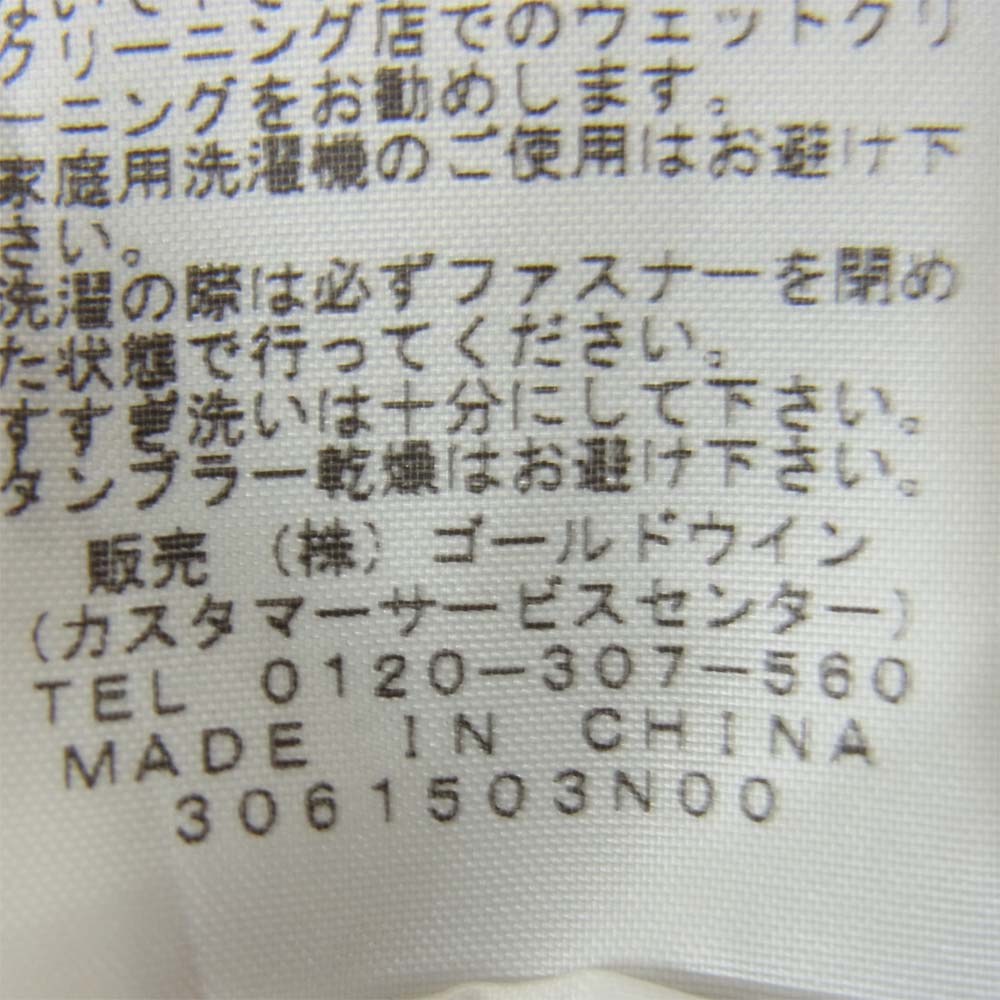 ないで
クリーニング店でのウェットクリ
ーニングをお勧めします。
家庭用洗濯機のご使用はお避け下
さい。
洗濯の際は必ずファスナーを閉め
た状態で行ってください。
すすぎ洗いは十分にして下さい。
タンブラー乾燥はお避け下さい。
販売 (株) ゴールドウイン
(カスタマーサービスセンター)
TEL 0120-307-560
MADE IN CHINA
3061503N00